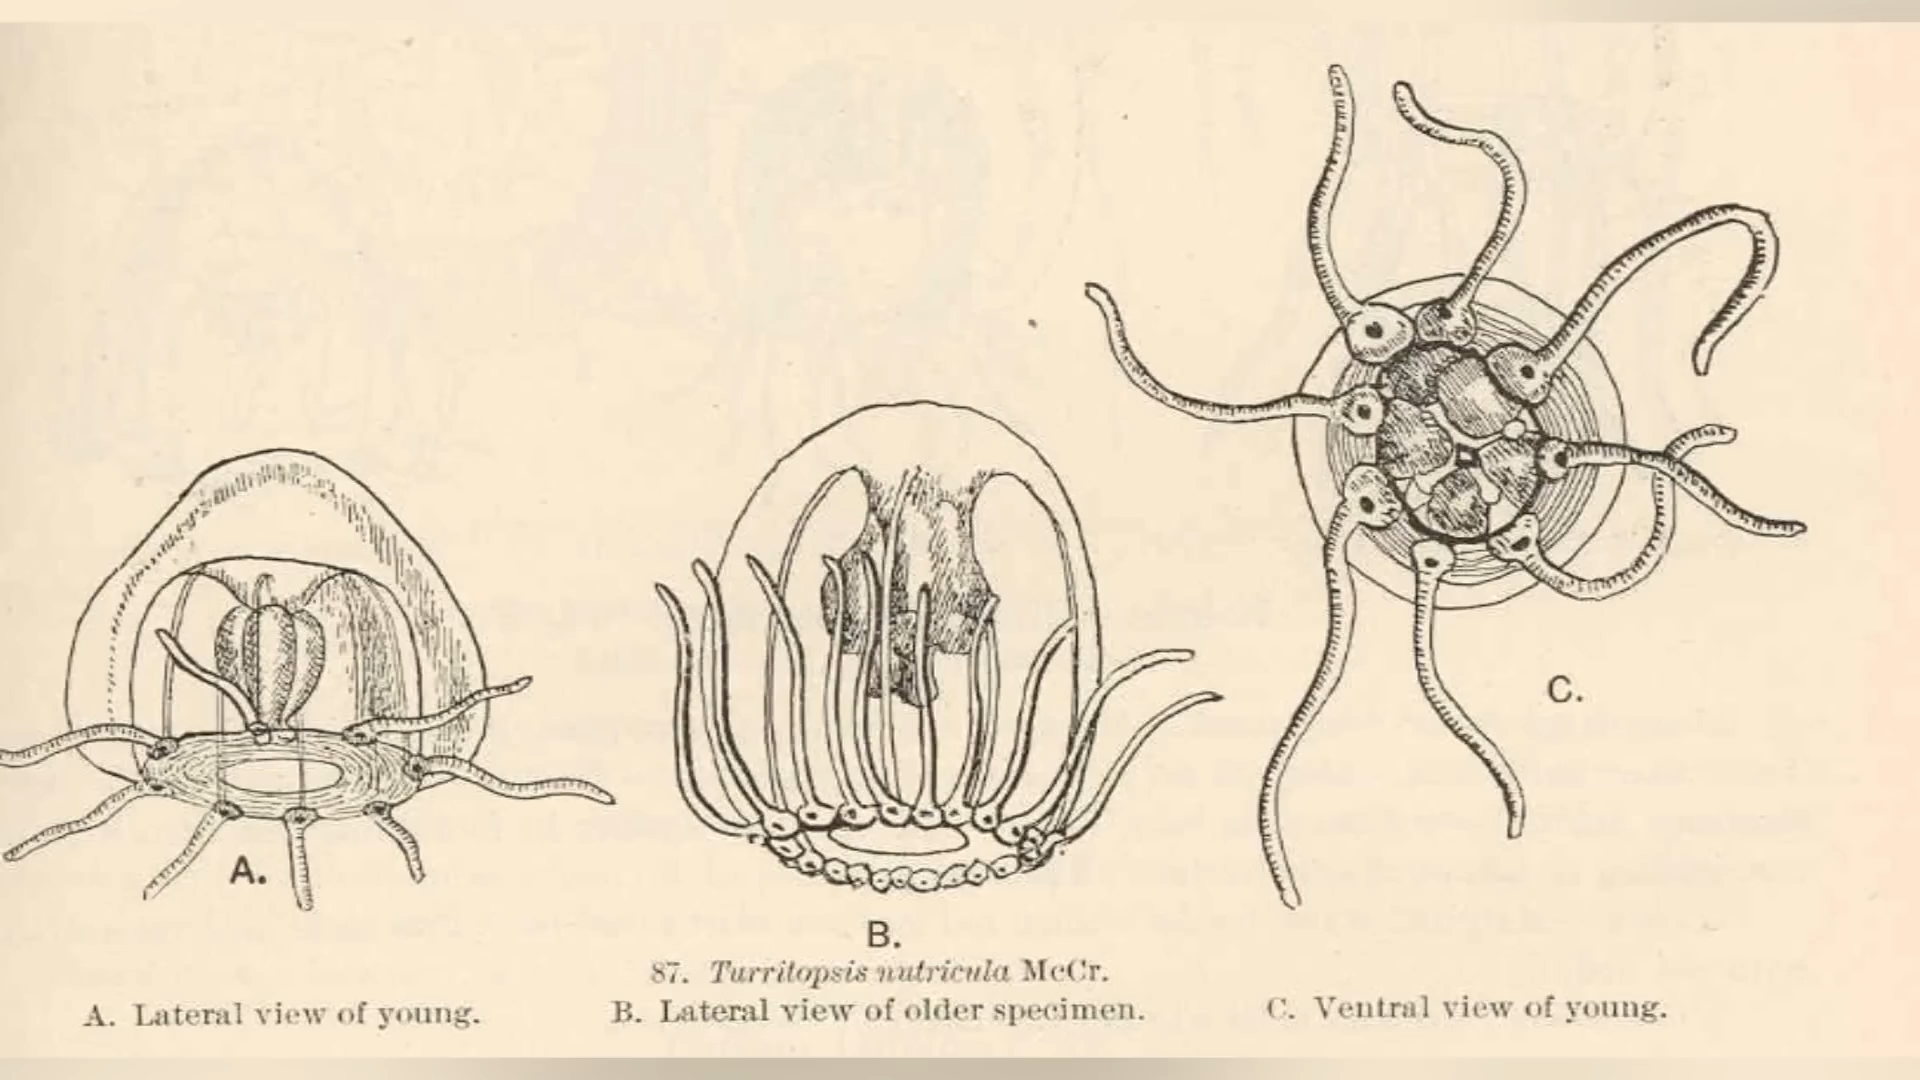 C.
A.
B.
87. Turritopsis nutricula McCr.
A. Lateral view of young.
B. Lateral view of older specimen.
C. Ventral view of young.